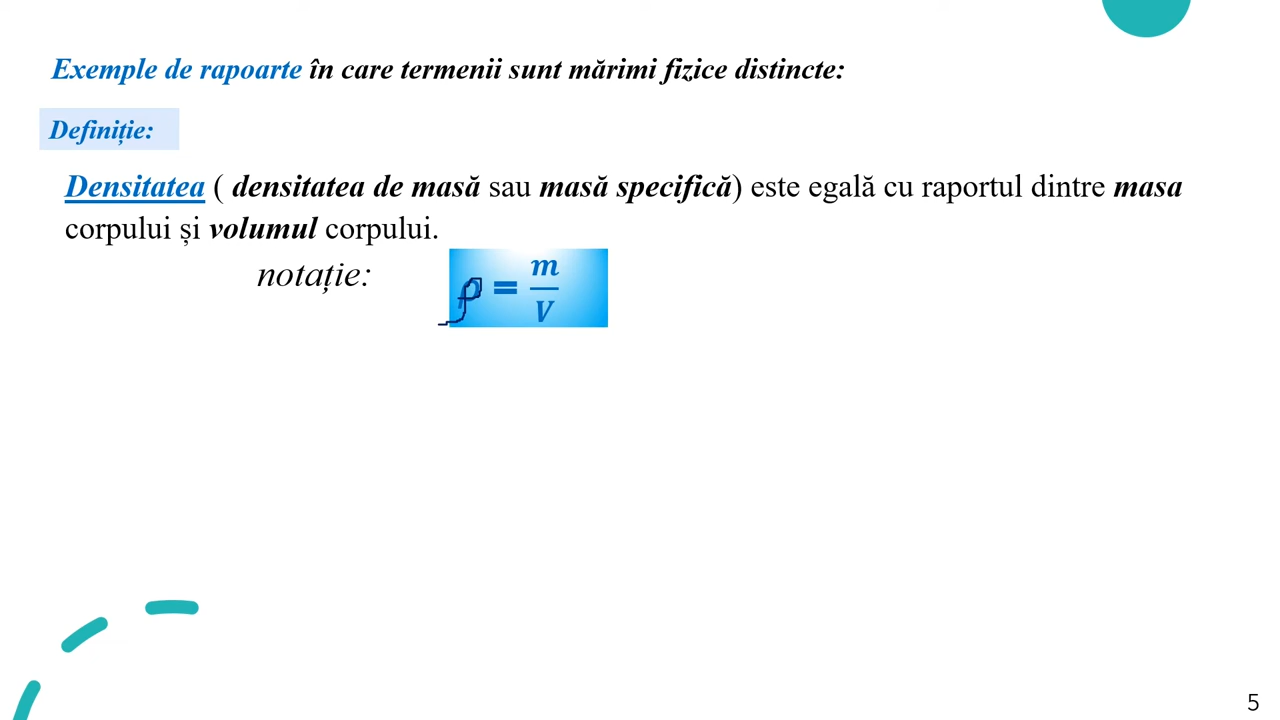 Exemple de rapoarte în care termenii sunt mărimi fizice distincte:
Definiție:
Densitatea ( densitatea de masă sau masă specifică) este egală cu raportul dintre masa
corpului și volumul corpului.
notație: ρ = m/V
5